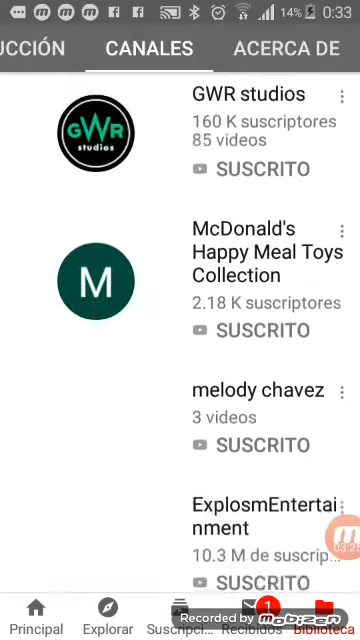 14% 0:33
UCCIÓN CANALES ACERCA DE
GWR studios
GWR
studios
160 K suscriptores
85 videos
SUSCRITO
McDonald's
Happy Meal Toys
Collection
M
2.18 K suscriptores
SUSCRITO
melody chavez
3 videos
SUSCRITO
ExplosmEntertai
nment
03:25
10.3 M de suscrip...
SUSCRITO
1
Recorded by mobizen
Principal Explorar Suscripci... Recibidos Biblioteca